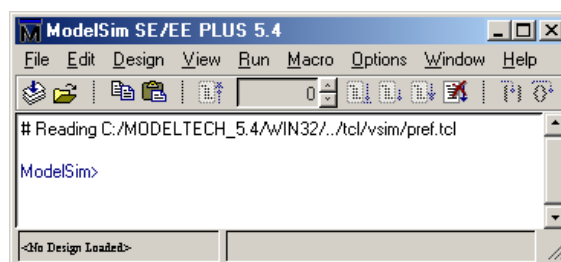 ModelSim SE/EE PLUS 5.4
File Edit Design View Run Macro Options Window Help
0
# Reading C:/MODELTECH_5.4/WIN32/../tcl/vsim/pref.tcl
ModelSim>
<No Design Loaded>